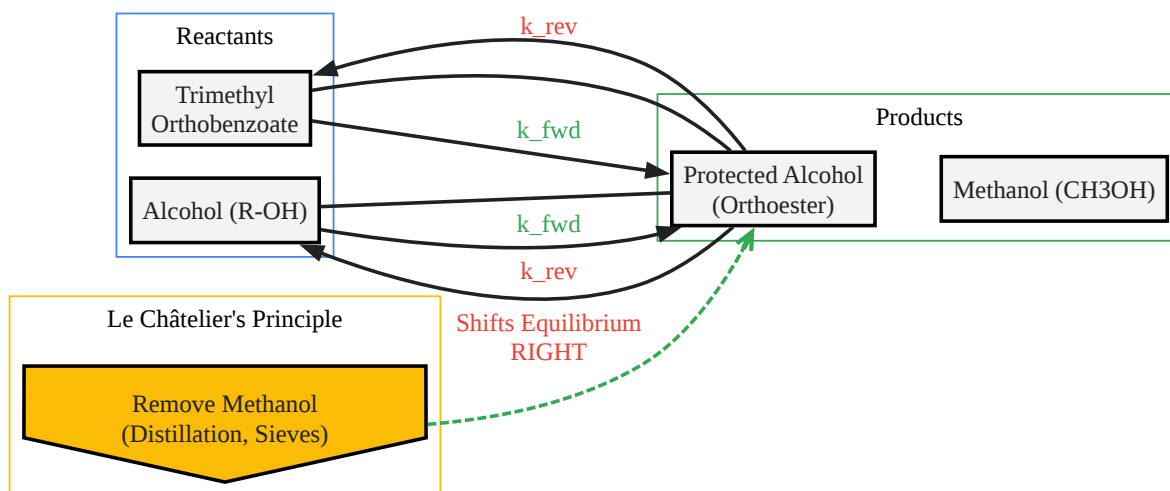 Reactants
Trimethyl
Orthobenzoate
Alcohol (R-OH)
k_rev
k_fwd
k_fwd
k_rev
Products
Protected Alcohol
(Orthoester)
Methanol (CH3OH)
Le Châtelier's Principle
Remove Methanol
(Distillation, Sieves)
Shifts Equilibrium
RIGHT